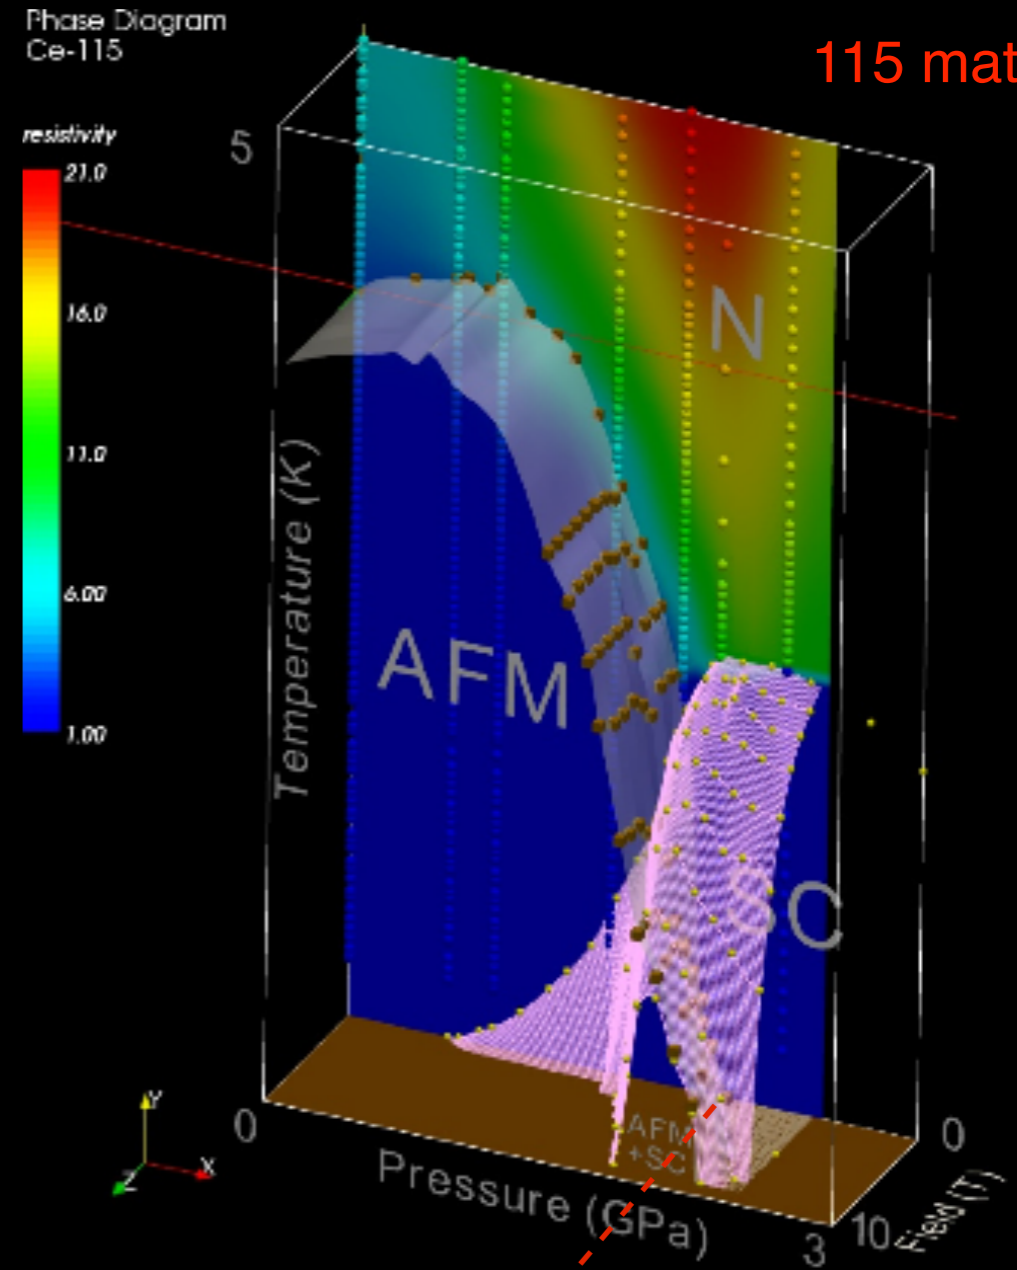 Phase Diagram
Ce-115
115 mat
resistivity
21.0
16.0
11.0
6.00
1.00
5
Temperature (K)
N
AFM
SC
AFM
+SC
0
Pressure (GPa)
3
10
Field (T)
0
Y
X
Z